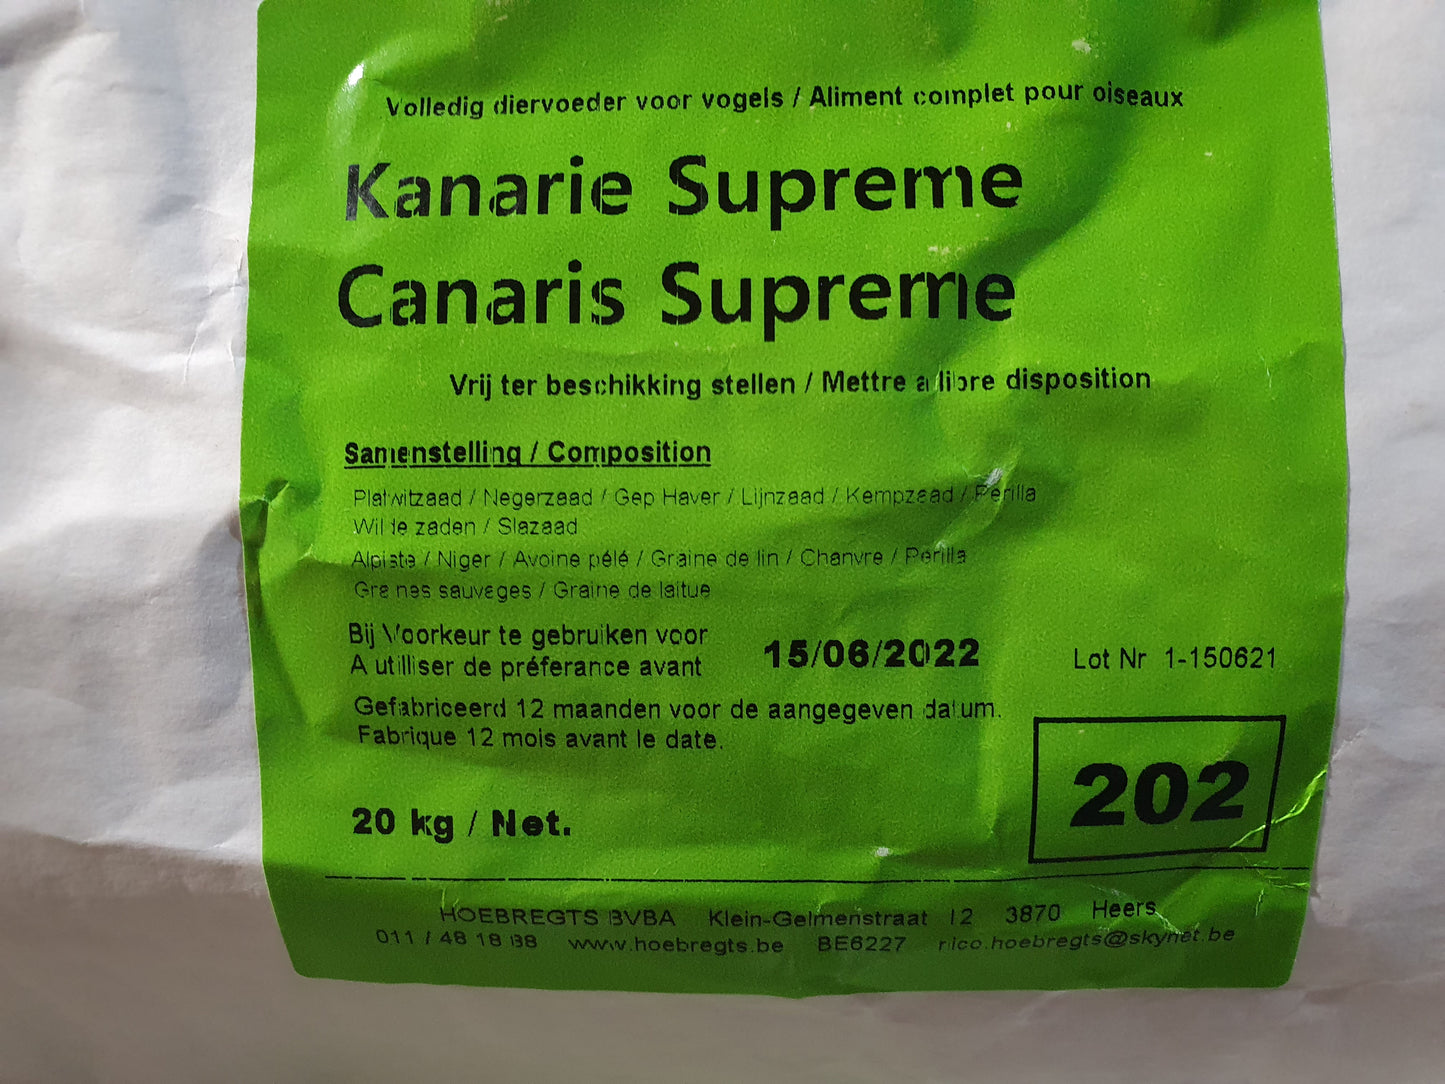 Volledig diervoeder voor vogels / Aliment complet pour oiseaux
Kanarie Supreme
Canaris Supreme
Vrij ter beschikking stellen / Mettre a libre disposition
Samenstelling / Composition
Platwitzaad / Negerzaad / Gep Haver / Lijnzaad / Kempzaad / Perilla
Wilde zaden / Slazaad
Alpiste / Niger / Avoine pélé / Graine de lin / Chanvre / Perilla
Graines sauvages / Graine de laitue
Bij Voorkeur te gebruiken voor
A utilliser de préferance avant
15/06/2022
Lot Nr 1-150621
Gefabriceerd 12 maanden voor de aangegeven datum.
Fabrique 12 mois avant le date.
202
20 kg / Net.
HOEBREGTS BVBA Klein-Gelmenstraat 12 3870 Heers
011 / 48 18 88 www.hoebregts.be BE6227 rico.hoebregts@skynet.be